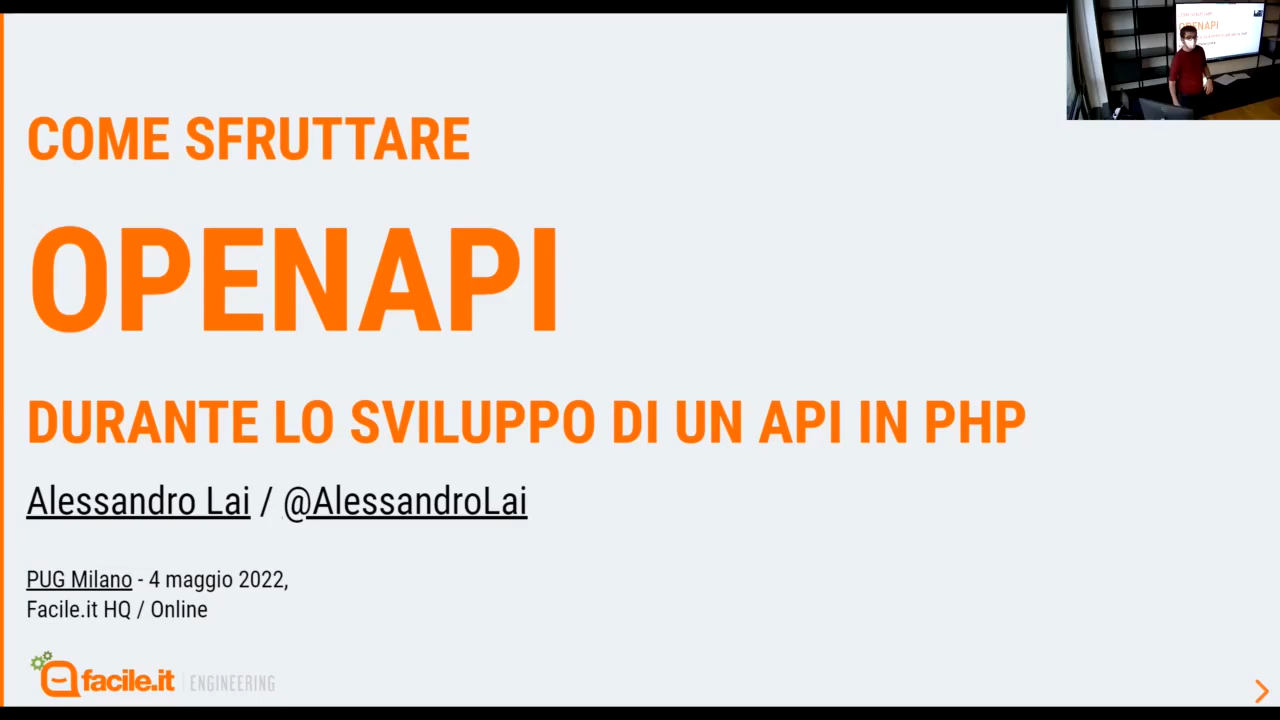 COME SFRUTTARE
OPENAPI
DURANTE LO SVILUPPO DI UN API IN PHP
Alessandro Lai / @AlessandroLai
PUG Milano - 4 maggio 2022,
Facile.it HQ / Online
facile.it | ENGINEERING
OPENAPI